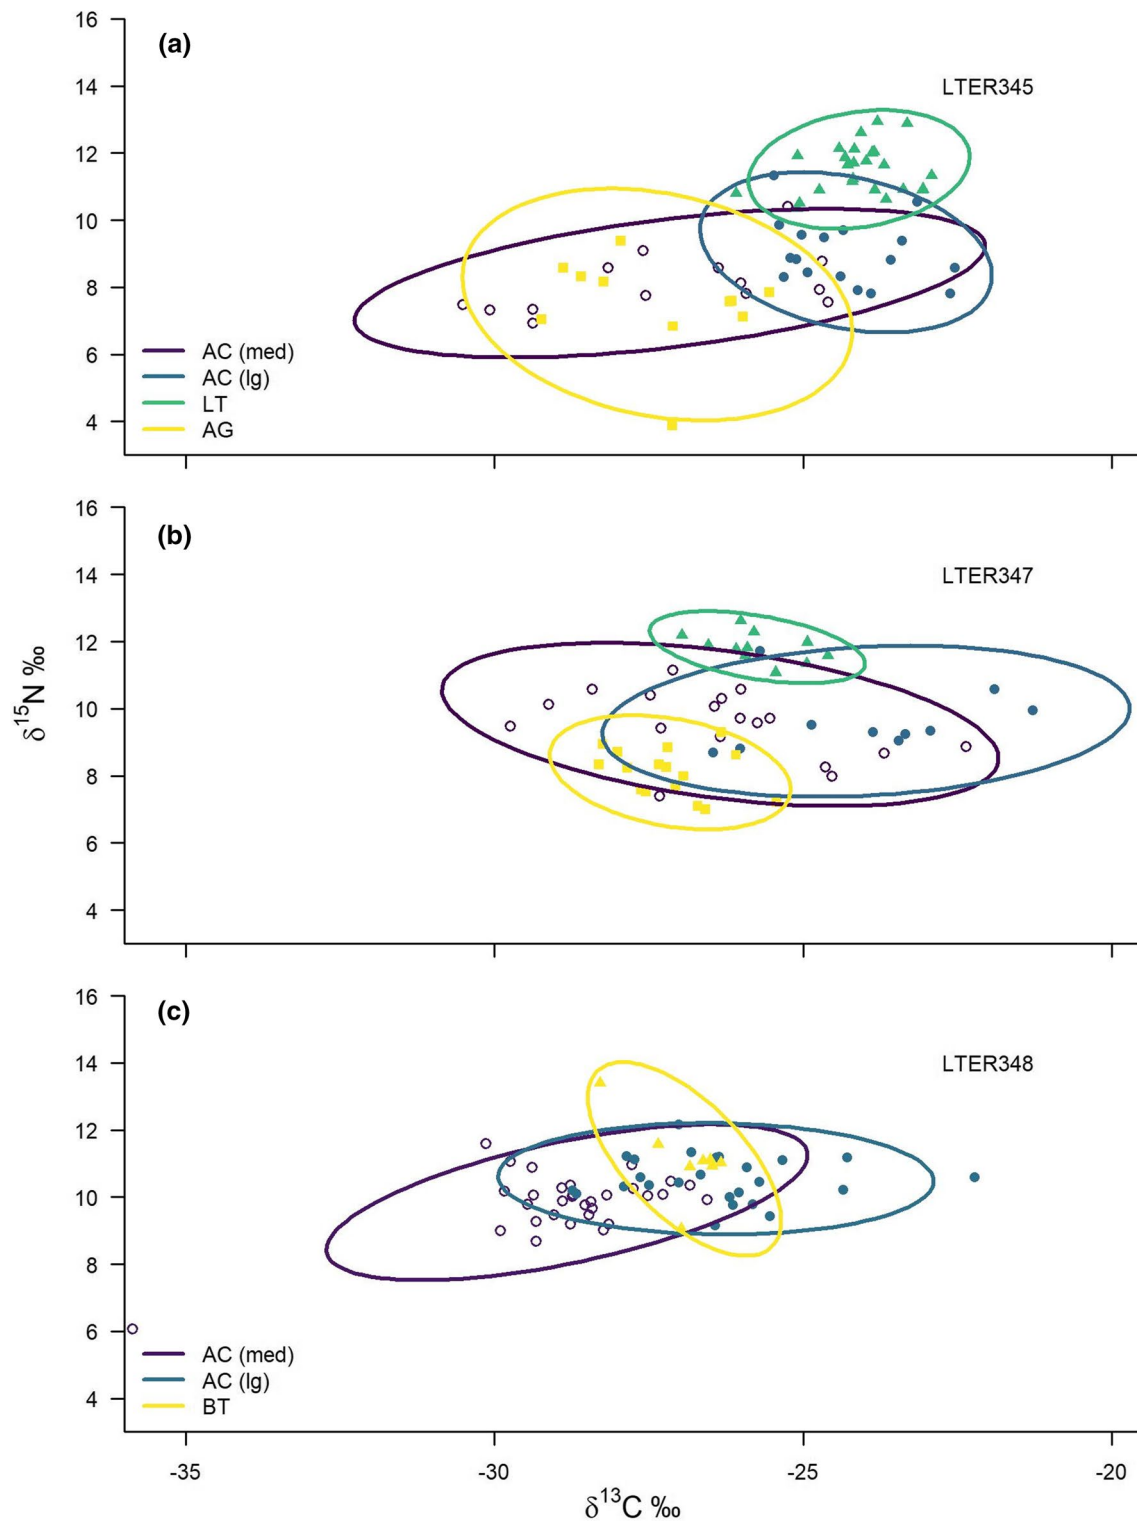 (a)
LTER345
16
14
12
10
8
6
4
AC (med)
AC (lg)
LT
AG
(b)
LTER347
16
14
12
10
8
6
4
δ15N ‰
(c)
LTER348
16
14
12
10
8
6
4
AC (med)
AC (lg)
BT
-35 -30 -25 -20
δ13C ‰